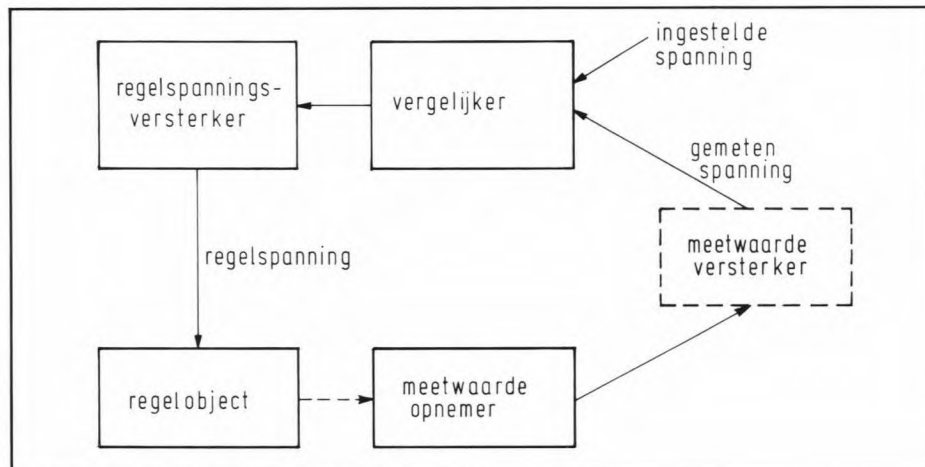 regelspannings-
versterker
vergelijker
ingestelde
spanning
gemeten
spanning
meetwaarde
versterker
regelspanning
regelobject
meetwaarde
opnemer